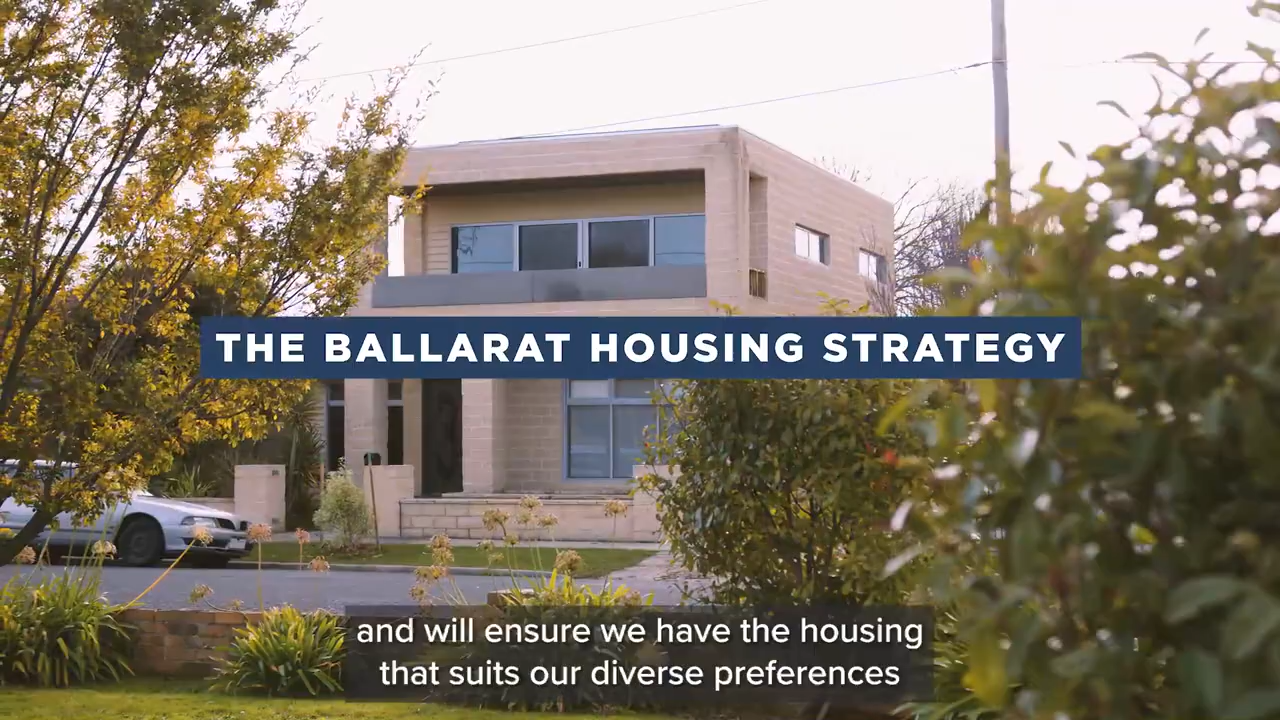 THE BALLARAT HOUSING STRATEGY
and will ensure we have the housing
that suits our diverse preferences